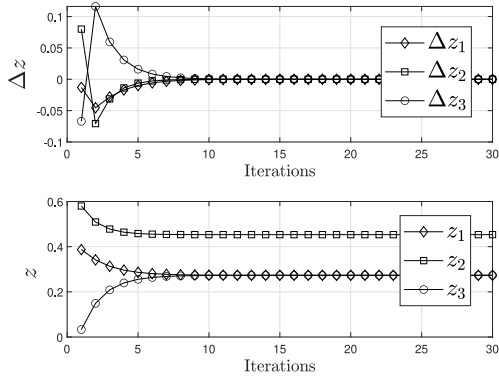 0.1
0.05
0
-0.05
-0.1
Δz
0 5 10 15 20 25 30
Iterations
Δz₁
Δz₂
Δz₃
0.6
0.4
0.2
0
z
0 5 10 15 20 25 30
Iterations
z₁
z₂
z₃